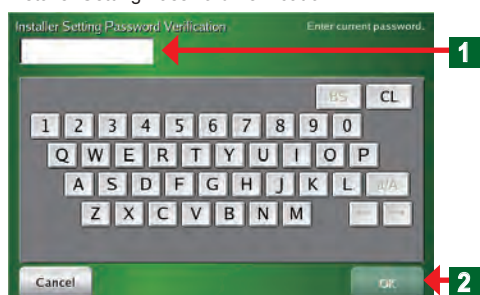 Installer Setting Password Verification Enter current password.
1
BS CL
1 2 3 4 5 6 7 8 9 0
Q W E R T Y U I O P
A S D F G H J K L a/A
Z X C V B N M ← →
Cancel OK
2